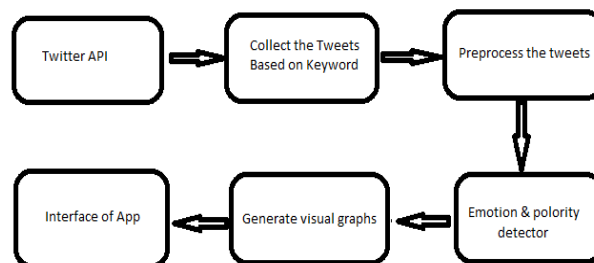 Twitter API
Collect the Tweets
Based on Keyword
Preprocess the tweets
Emotion & polority
detector
Generate visual graphs
Interface of App